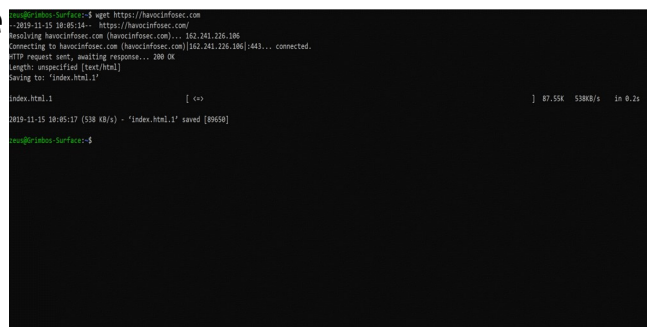 zeus@Grimbos-Surface:~$ wget https://havocinfosec.com
--2019-11-15 10:05:14-- https://havocinfosec.com/
Resolving havocinfosec.com (havocinfosec.com)... 162.241.226.106
Connecting to havocinfosec.com (havocinfosec.com)|162.241.226.106|:443... connected.
HTTP request sent, awaiting response... 200 OK
Length: unspecified [text/html]
Saving to: ‘index.html.1’
index.html.1 [ <=> ] 87.55K 538KB/s in 0.2s
2019-11-15 10:05:17 (538 KB/s) - ‘index.html.1’ saved [89650]
zeus@Grimbos-Surface:~$